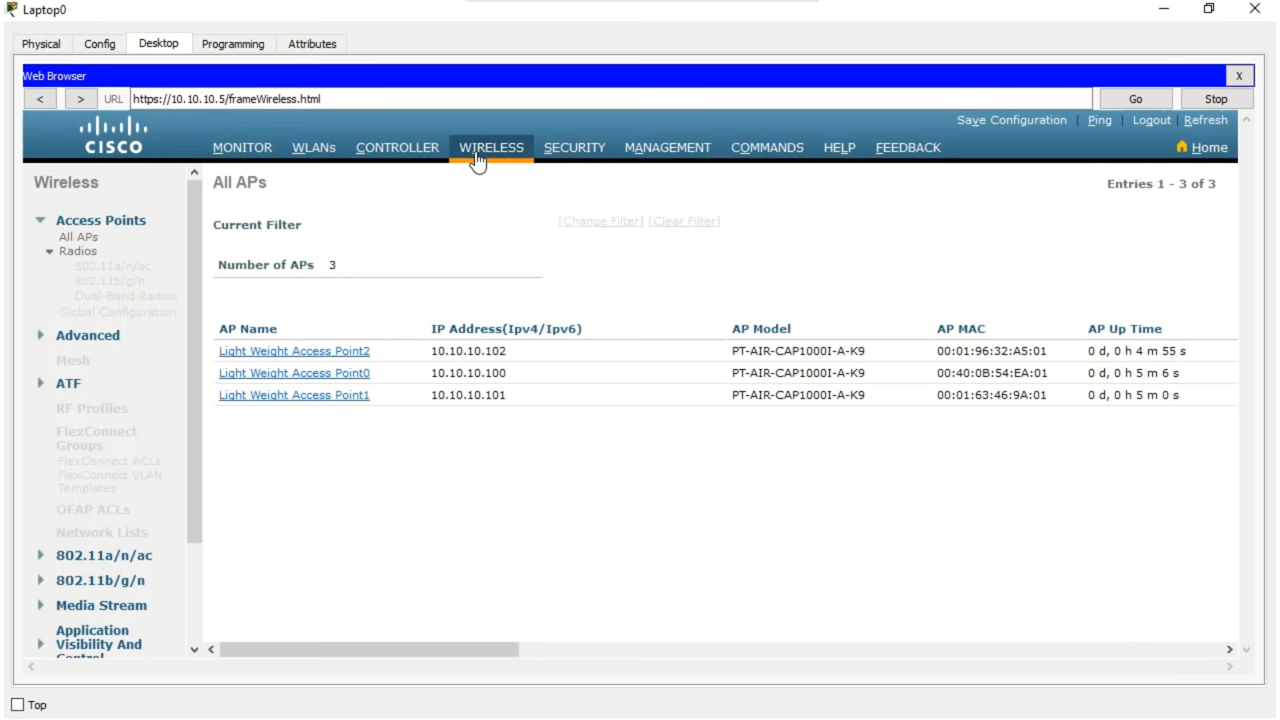 Laptop0
Physical Config Desktop Programming Attributes
Web Browser X
< > URL https://10.10.10.5/frameWireless.html Go Stop
Save Configuration | Ping | Logout | Refresh
CISCO MONITOR WLANs CONTROLLER WIRELESS SECURITY MANAGEMENT COMMANDS HELP FEEDBACK Home
Wireless
Access Points
All APs
Radios
802.11a/n/ac
802.11b/g/n
Dual-Band Radios
Global Configuration
Advanced
Mesh
ATF
RF Profiles
FlexConnect
Groups
FlexConnect ACLs
FlexConnect VLAN
Templates
OEAP ACLs
Network Lists
802.11a/n/ac
802.11b/g/n
Media Stream
Application
Visibility And
Control
All APs Entries 1 - 3 of 3
Current Filter [Change Filter] [Clear Filter]
Number of APs 3
AP Name IP Address(Ipv4/Ipv6) AP Model AP MAC AP Up Time
Light Weight Access Point2 10.10.10.102 PT-AIR-CAP1000I-A-K9 00:01:96:32:A5:01 0 d, 0 h 4 m 55 s
Light Weight Access Point0 10.10.10.100 PT-AIR-CAP1000I-A-K9 00:40:0B:54:EA:01 0 d, 0 h 5 m 6 s
Light Weight Access Point1 10.10.10.101 PT-AIR-CAP1000I-A-K9 00:01:63:46:9A:01 0 d, 0 h 5 m 0 s
Top